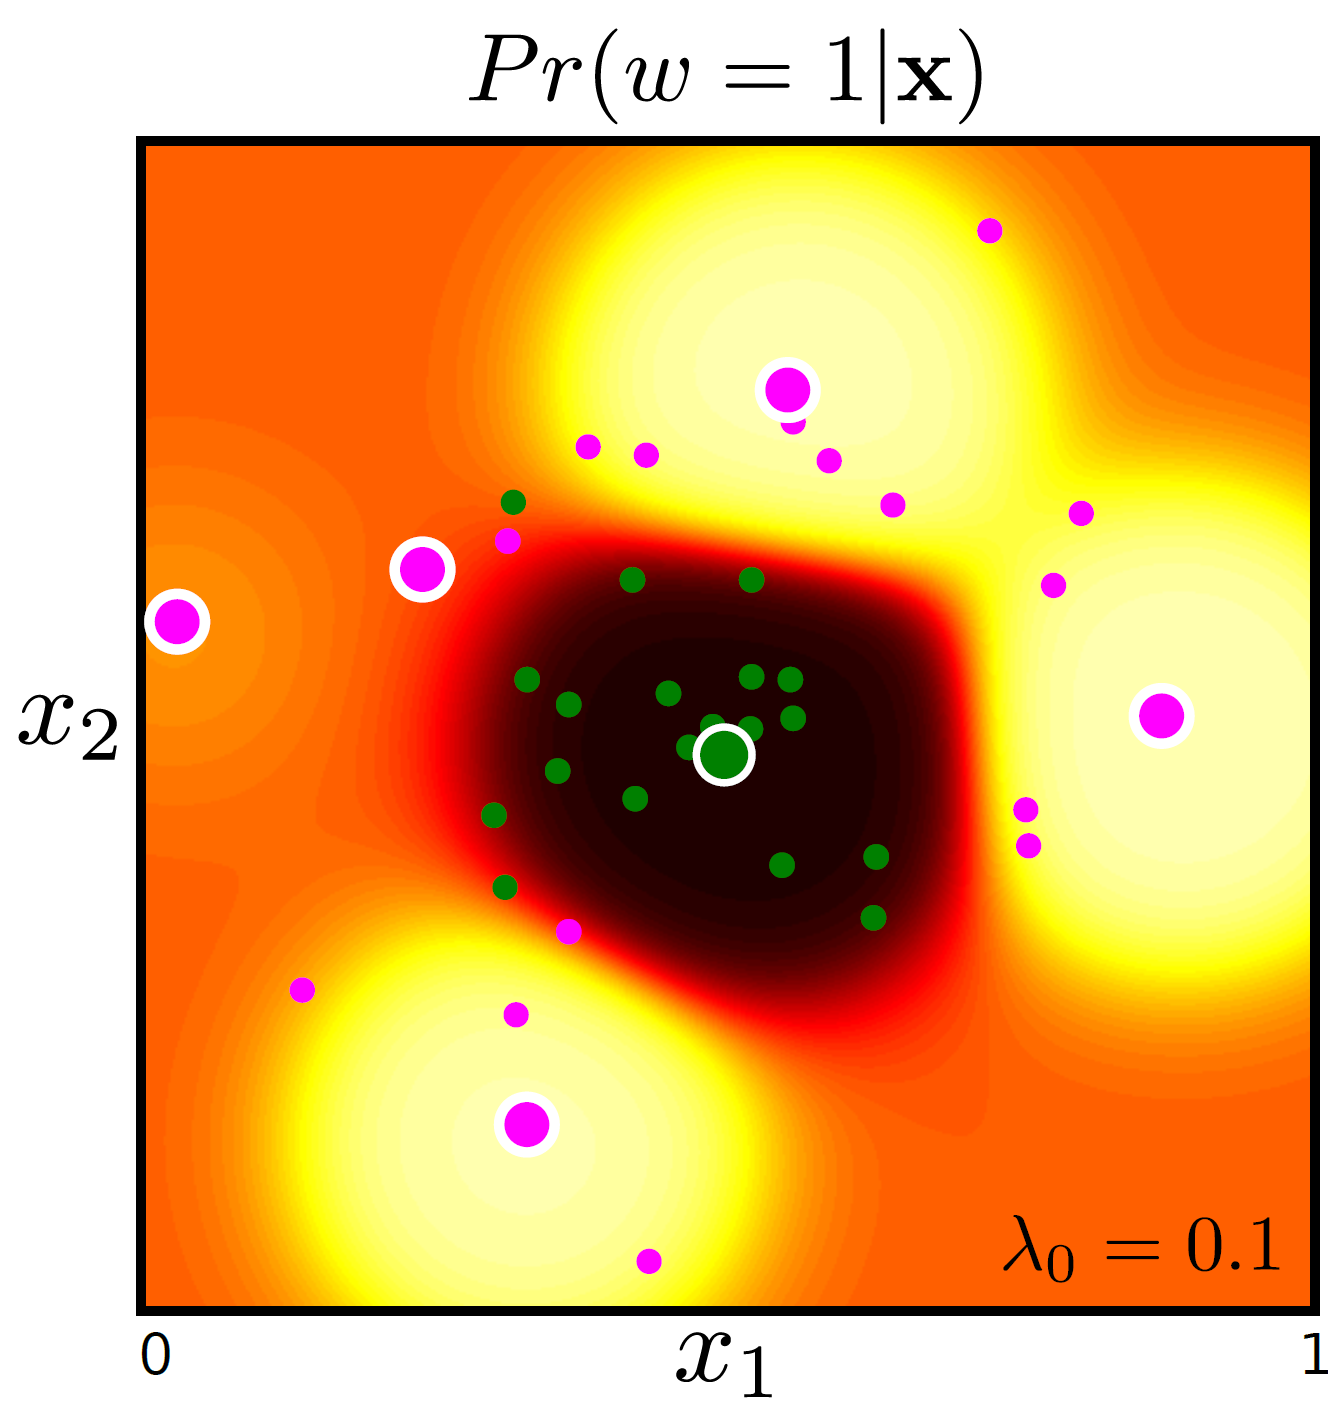 Pr(w = 1|x)
x₂
λ₀ = 0.1
0
x₁
1